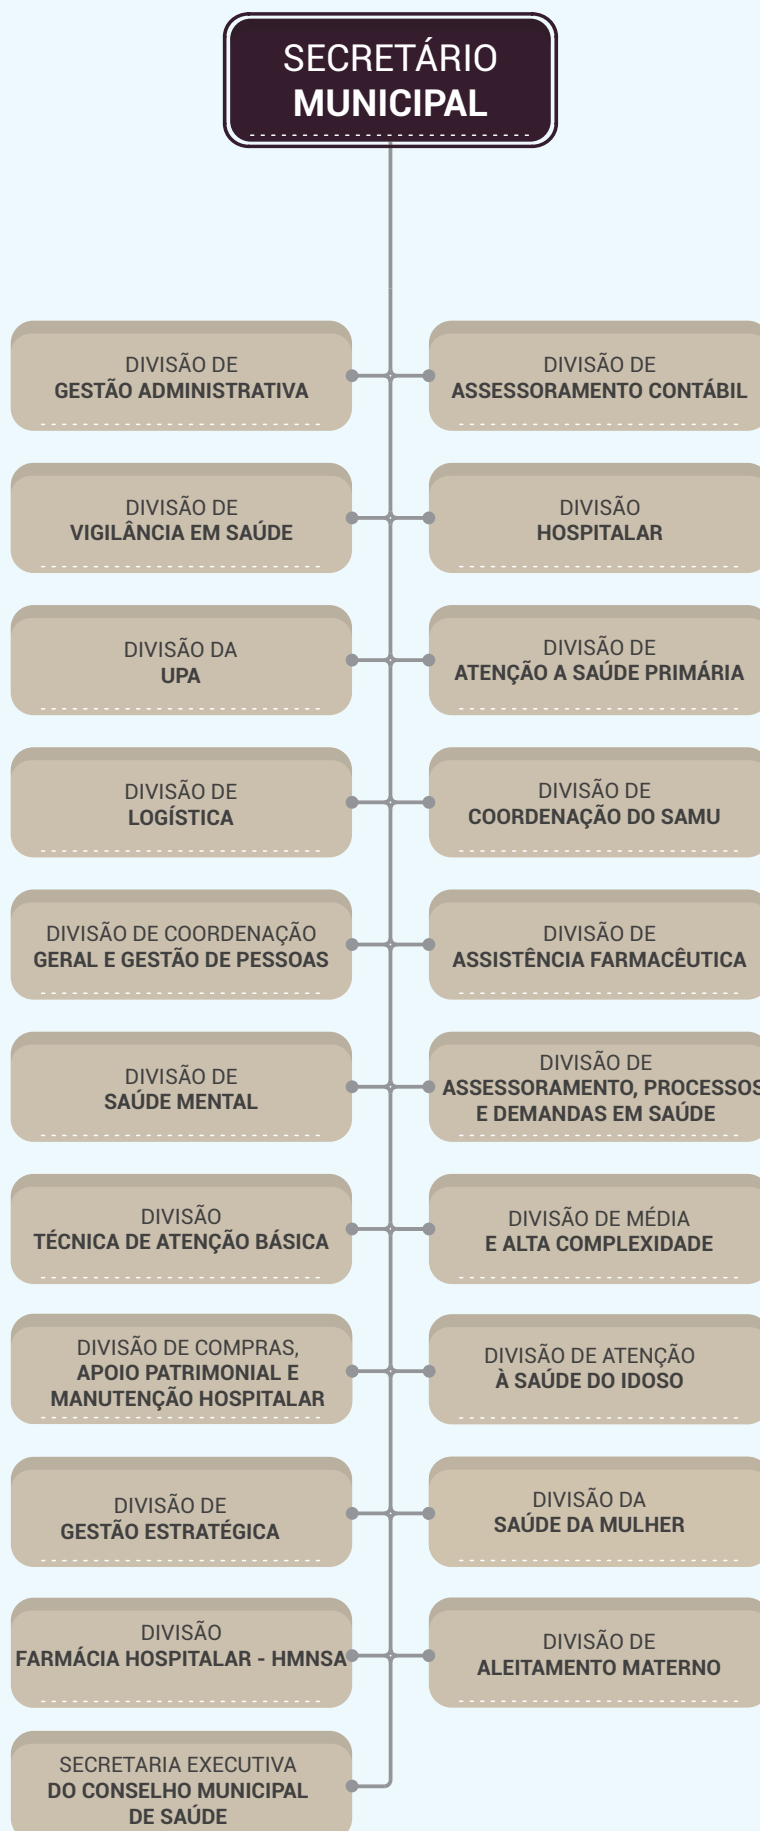 SECRETÁRIO
MUNICIPAL
DIVISÃO DE
GESTÃO ADMINISTRATIVA
DIVISÃO DE
ASSESSORAMENTO CONTÁBIL
DIVISÃO DE
VIGILÂNCIA EM SAÚDE
DIVISÃO
HOSPITALAR
DIVISÃO DA
UPA
DIVISÃO DE
ATENÇÃO A SAÚDE PRIMÁRIA
DIVISÃO DE
LOGÍSTICA
DIVISÃO DE
COORDENAÇÃO DO SAMU
DIVISÃO DE COORDENAÇÃO
GERAL E GESTÃO DE PESSOAS
DIVISÃO DE
ASSISTÊNCIA FARMACÊUTICA
DIVISÃO DE
SAÚDE MENTAL
DIVISÃO DE
ASSESSORAMENTO, PROCESSOS
E DEMANDAS EM SAÚDE
DIVISÃO
TÉCNICA DE ATENÇÃO BÁSICA
DIVISÃO DE MÉDIA
E ALTA COMPLEXIDADE
DIVISÃO DE COMPRAS,
APOIO PATRIMONIAL E
MANUTENÇÃO HOSPITALAR
DIVISÃO DE ATENÇÃO
À SAÚDE DO IDOSO
DIVISÃO DE
GESTÃO ESTRATÉGICA
DIVISÃO DA
SAÚDE DA MULHER
DIVISÃO
FARMÁCIA HOSPITALAR - HMNSA
DIVISÃO DE
ALEITAMENTO MATERNO
SECRETARIA EXECUTIVA
DO CONSELHO MUNICIPAL
DE SAÚDE